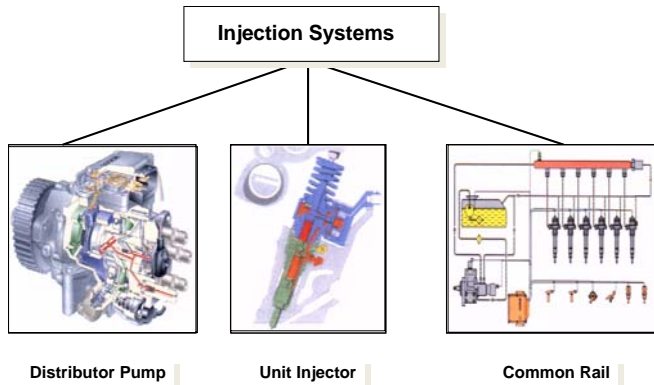 Injection Systems
Distributor Pump
Unit Injector
Common Rail